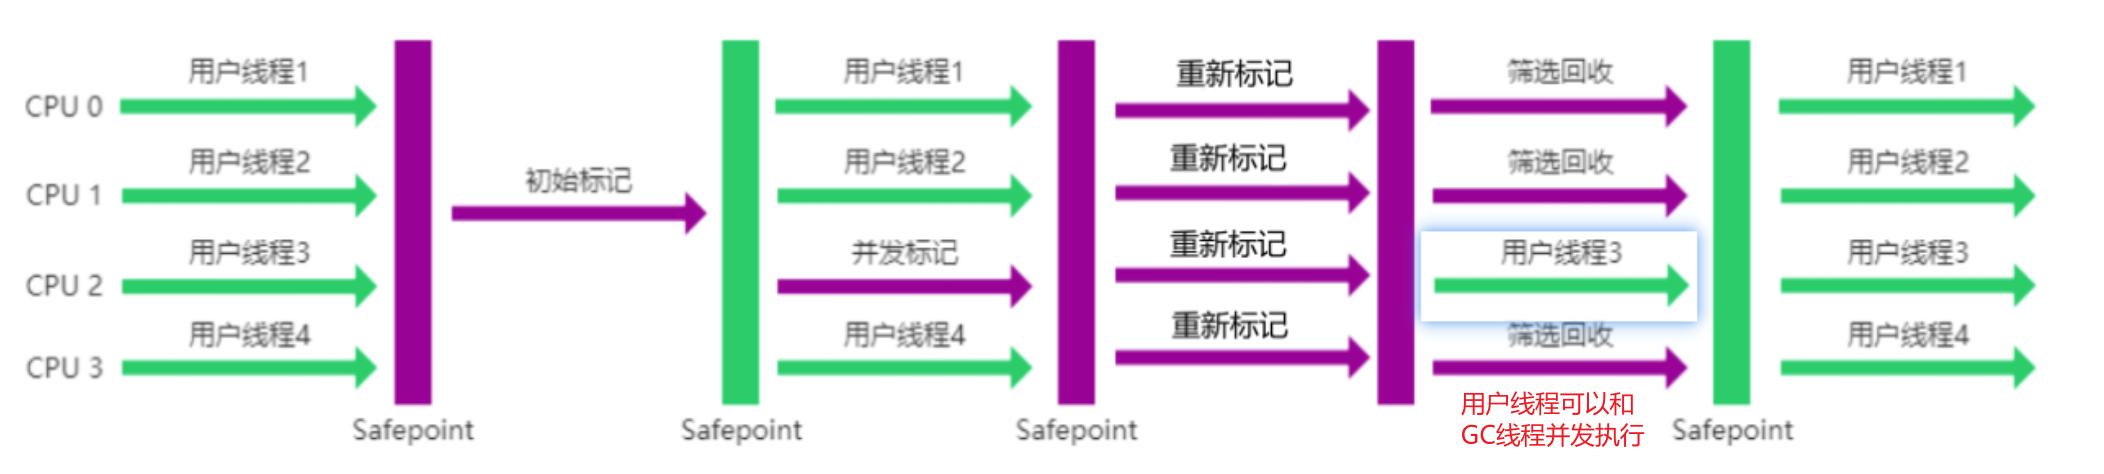 用户线程1
用户线程1
重新标记
筛选回收
用户线程1
CPU 0
用户线程2
用户线程2
重新标记
筛选回收
用户线程2
CPU 1
初始标记
用户线程3
并发标记
重新标记
用户线程3
用户线程3
CPU 2
用户线程4
用户线程4
重新标记
筛选回收
用户线程4
CPU 3
用户线程可以和
GC线程并发执行
Safepoint
Safepoint
Safepoint
Safepoint